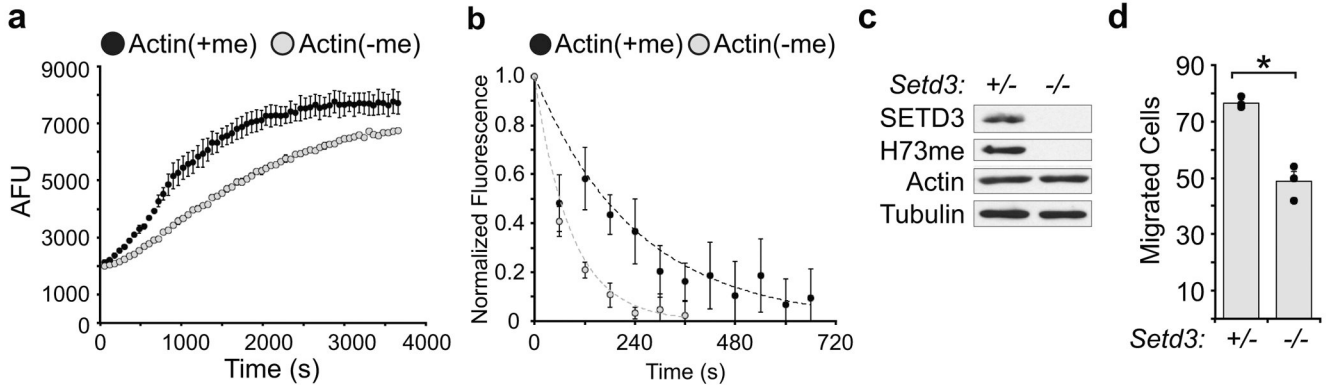 a
Actin(+me) Actin(-me)
9000
7000
5000
3000
1000
0
AFU
0 1000 2000 3000 4000
Time (s)
b
Actin(+me) Actin(-me)
1.0
0.8
0.6
0.4
0.2
0
Normalized Fluorescence
0 240 480 720
Time (s)
c
Setd3: +/- -/-
SETD3
H73me
Actin
Tubulin
d
*
90
70
50
30
10
Migrated Cells
Setd3: +/- -/-